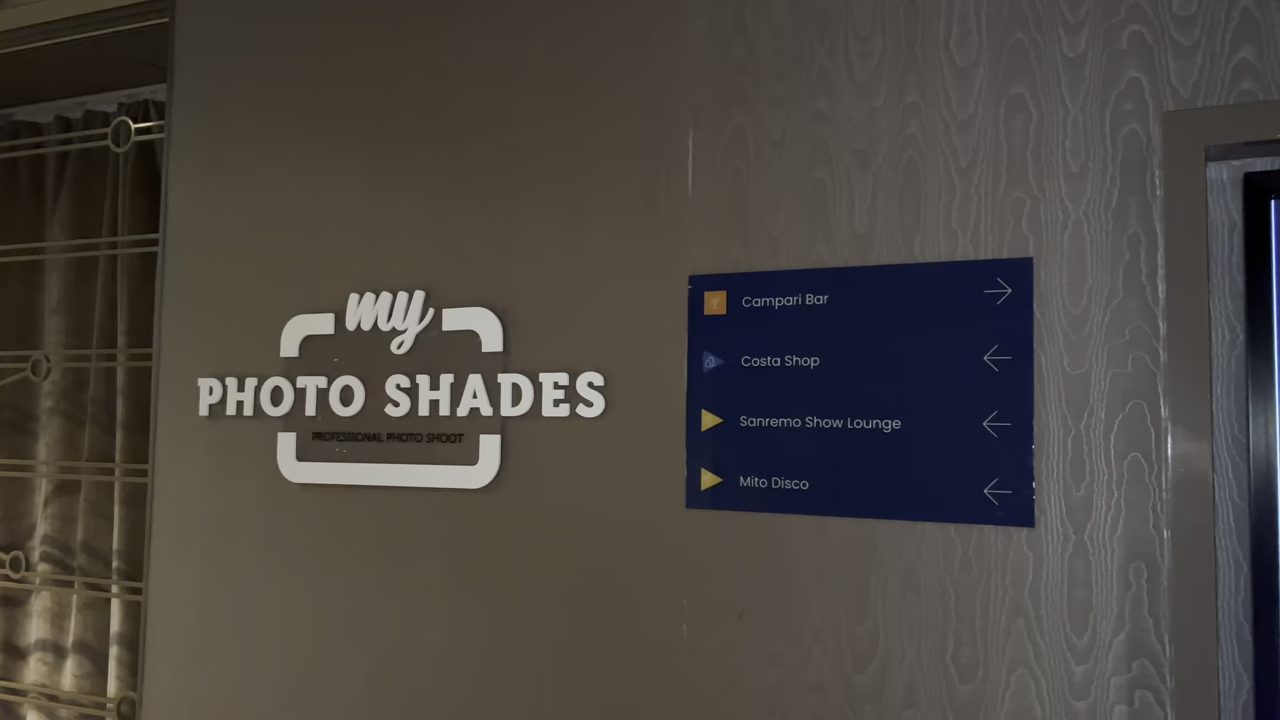 my
PHOTO SHADES
PROFESSIONAL PHOTO SHOOT
Campari Bar
Costa Shop
Sanremo Show Lounge
Mito Disco